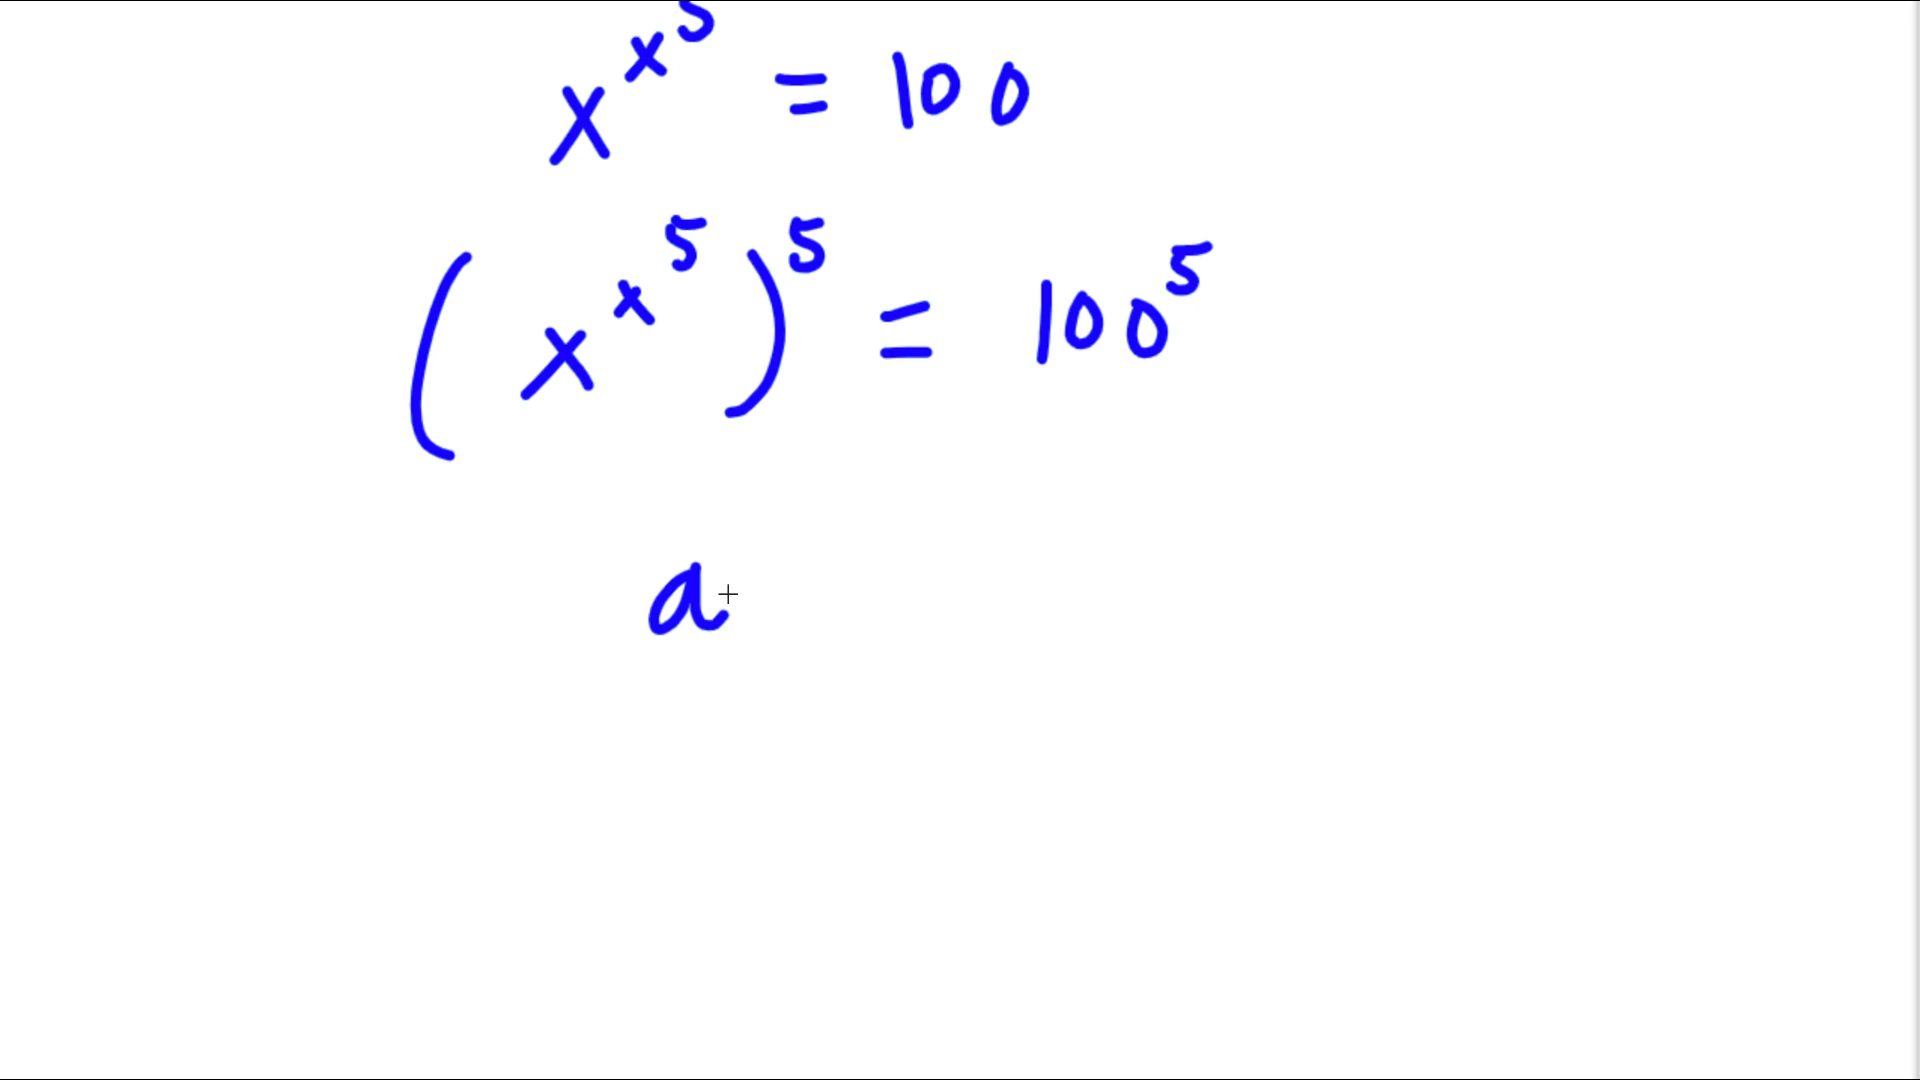 x^{x^5} = 100
(x^{x^5})^5 = 100^5
a